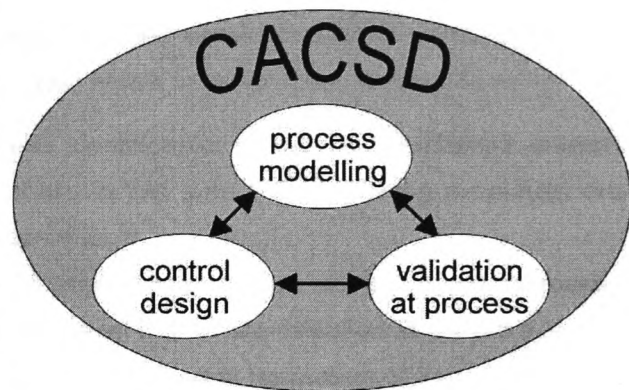 CACSD
process
modelling
control
design
validation
at process